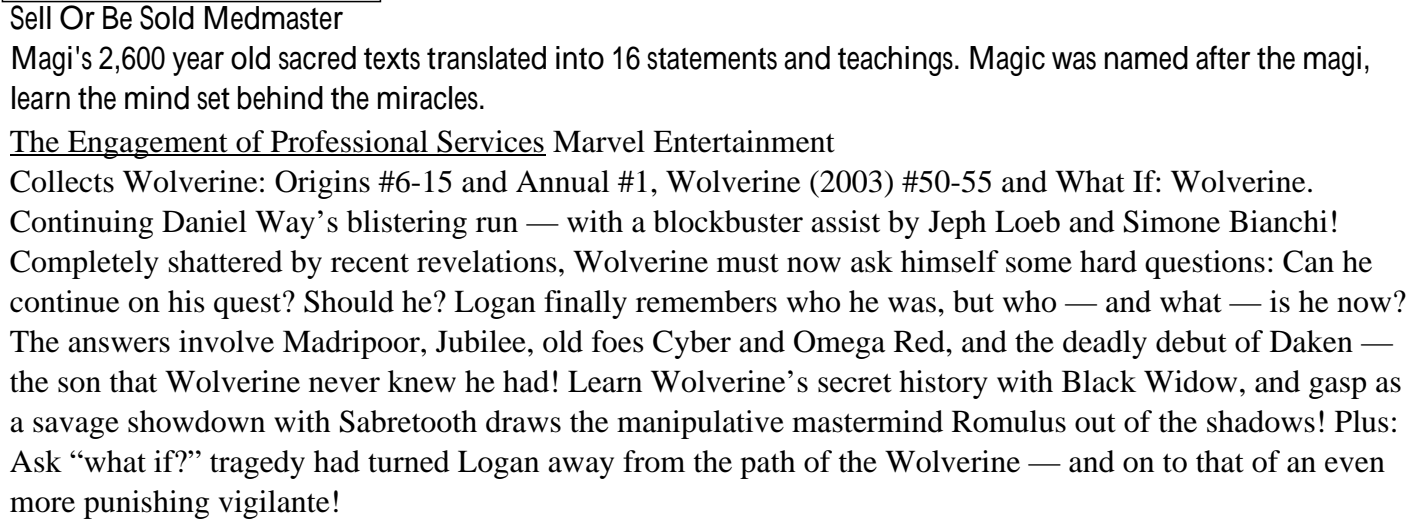 Sell Or Be Sold Medmaster
Magi's 2,600 year old sacred texts translated into 16 statements and teachings. Magic was named after the magi,
learn the mind set behind the miracles.
The Engagement of Professional Services Marvel Entertainment
Collects Wolverine: Origins #6-15 and Annual #1, Wolverine (2003) #50-55 and What If: Wolverine.
Continuing Daniel Way’s blistering run — with a blockbuster assist by Jeph Loeb and Simone Bianchi!
Completely shattered by recent revelations, Wolverine must now ask himself some hard questions: Can he
continue on his quest? Should he? Logan finally remembers who he was, but who — and what — is he now?
The answers involve Madripoor, Jubilee, old foes Cyber and Omega Red, and the deadly debut of Daken —
the son that Wolverine never knew he had! Learn Wolverine’s secret history with Black Widow, and gasp as
a savage showdown with Sabretooth draws the manipulative mastermind Romulus out of the shadows! Plus:
Ask “what if?” tragedy had turned Logan away from the path of the Wolverine — and on to that of an even
more punishing vigilante!